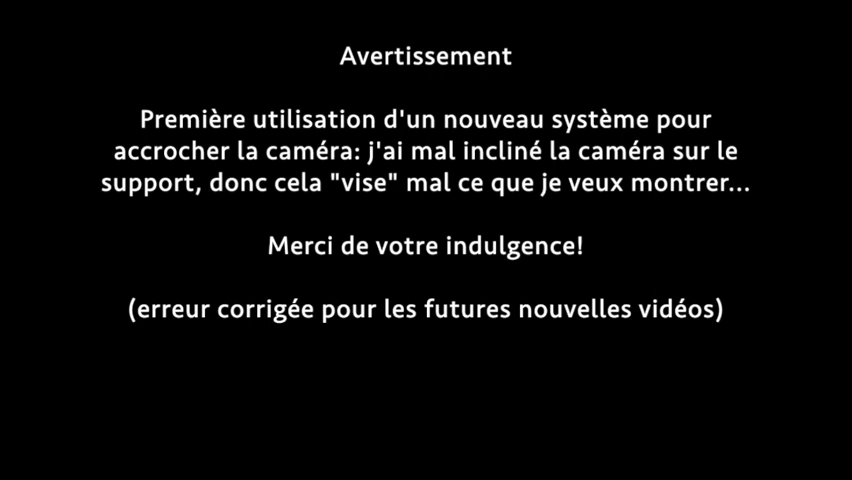 Avertissement
Première utilisation d'un nouveau système pour
accrocher la caméra: j'ai mal incliné la caméra sur le
support, donc cela "vise" mal ce que je veux montrer...
Merci de votre indulgence!
(erreur corrigée pour les futures nouvelles vidéos)